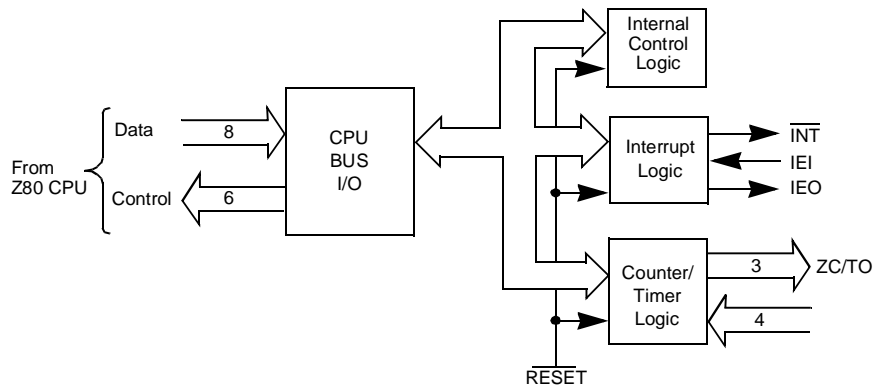 Internal
Control
Logic
From
Z80 CPU
Data
8
Control
6
CPU
BUS
I/O
Interrupt
Logic
INT
IEI
IEO
Counter/
Timer
Logic
3
ZC/TO
4
RESET